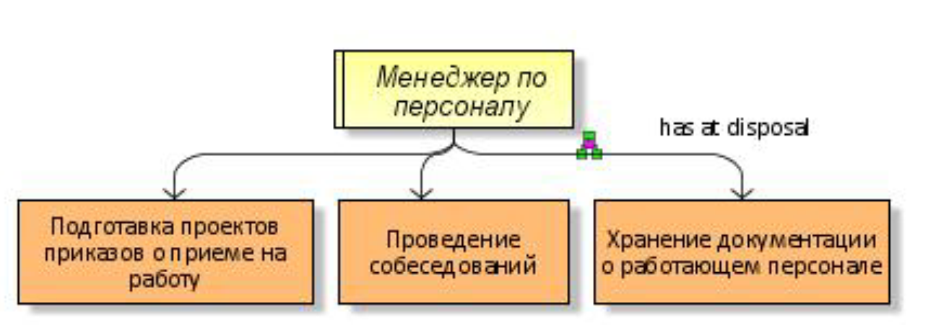 Менеджер по
персоналу
has at disposal
Подготовка проектов
приказов о приеме на
работу
Проведение
собеседований
Хранение документации
о работающем персонале